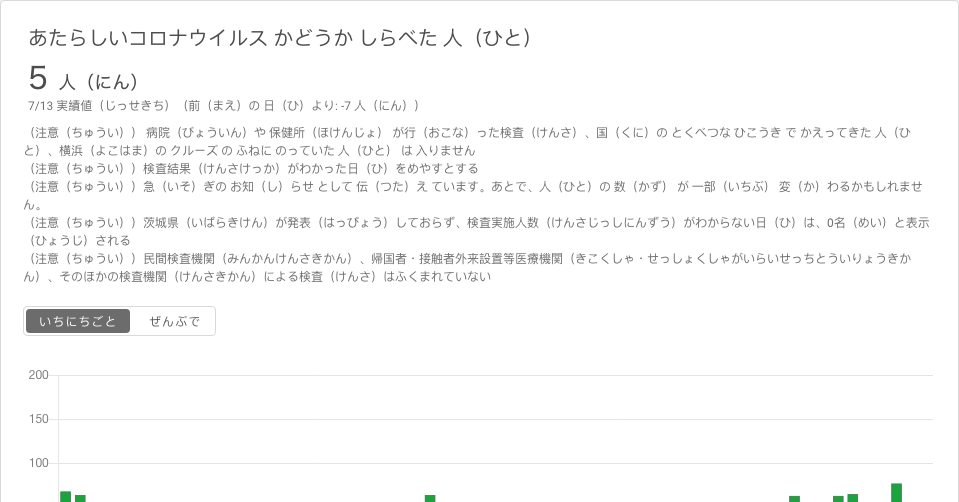 あたらしいコロナウイルス かどうか しらべた 人（ひと）
5 人（にん）
7/13 実績値（じっせきち）（前（まえ）の 日（ひ）より: -7 人（にん））
（注意（ちゅうい）） 病院（びょういん）や 保健所（ほけんじょ） が行（おこな）った検査（けんさ）、国（くに）の とくべつな ひこうき で かえってきた 人（ひ
と）、横浜（よこはま）の クルーズ の ふねに のっていた 人（ひと） は 入りません
（注意（ちゅうい））検査結果（けんさけっか）がわかった日（ひ）をめやすとする
（注意（ちゅうい））急（いそ）ぎの お知（し）らせ として 伝（つた）え ています。あとで、人（ひと）の 数（かず） が 一部（いちぶ） 変（か）わるかもしれませ
ん。
（注意（ちゅうい））茨城県（いばらきけん）が発表（はっぴょう）しておらず、検査実施人数（けんさじっしにんずう）がわからない日（ひ）は、0名（めい）と表示
（ひょうじ）される
（注意（ちゅうい））民間検査機関（みんかんけんさきかん）、帰国者・接触者外来設置等医療機関（きこくしゃ・せっしょくしゃがいらいせっちとういりょうきか
ん）、そのほかの検査機関（けんさきかん）による検査（けんさ）はふくまれていない
いちにちごと ぜんぶで
200
150
100